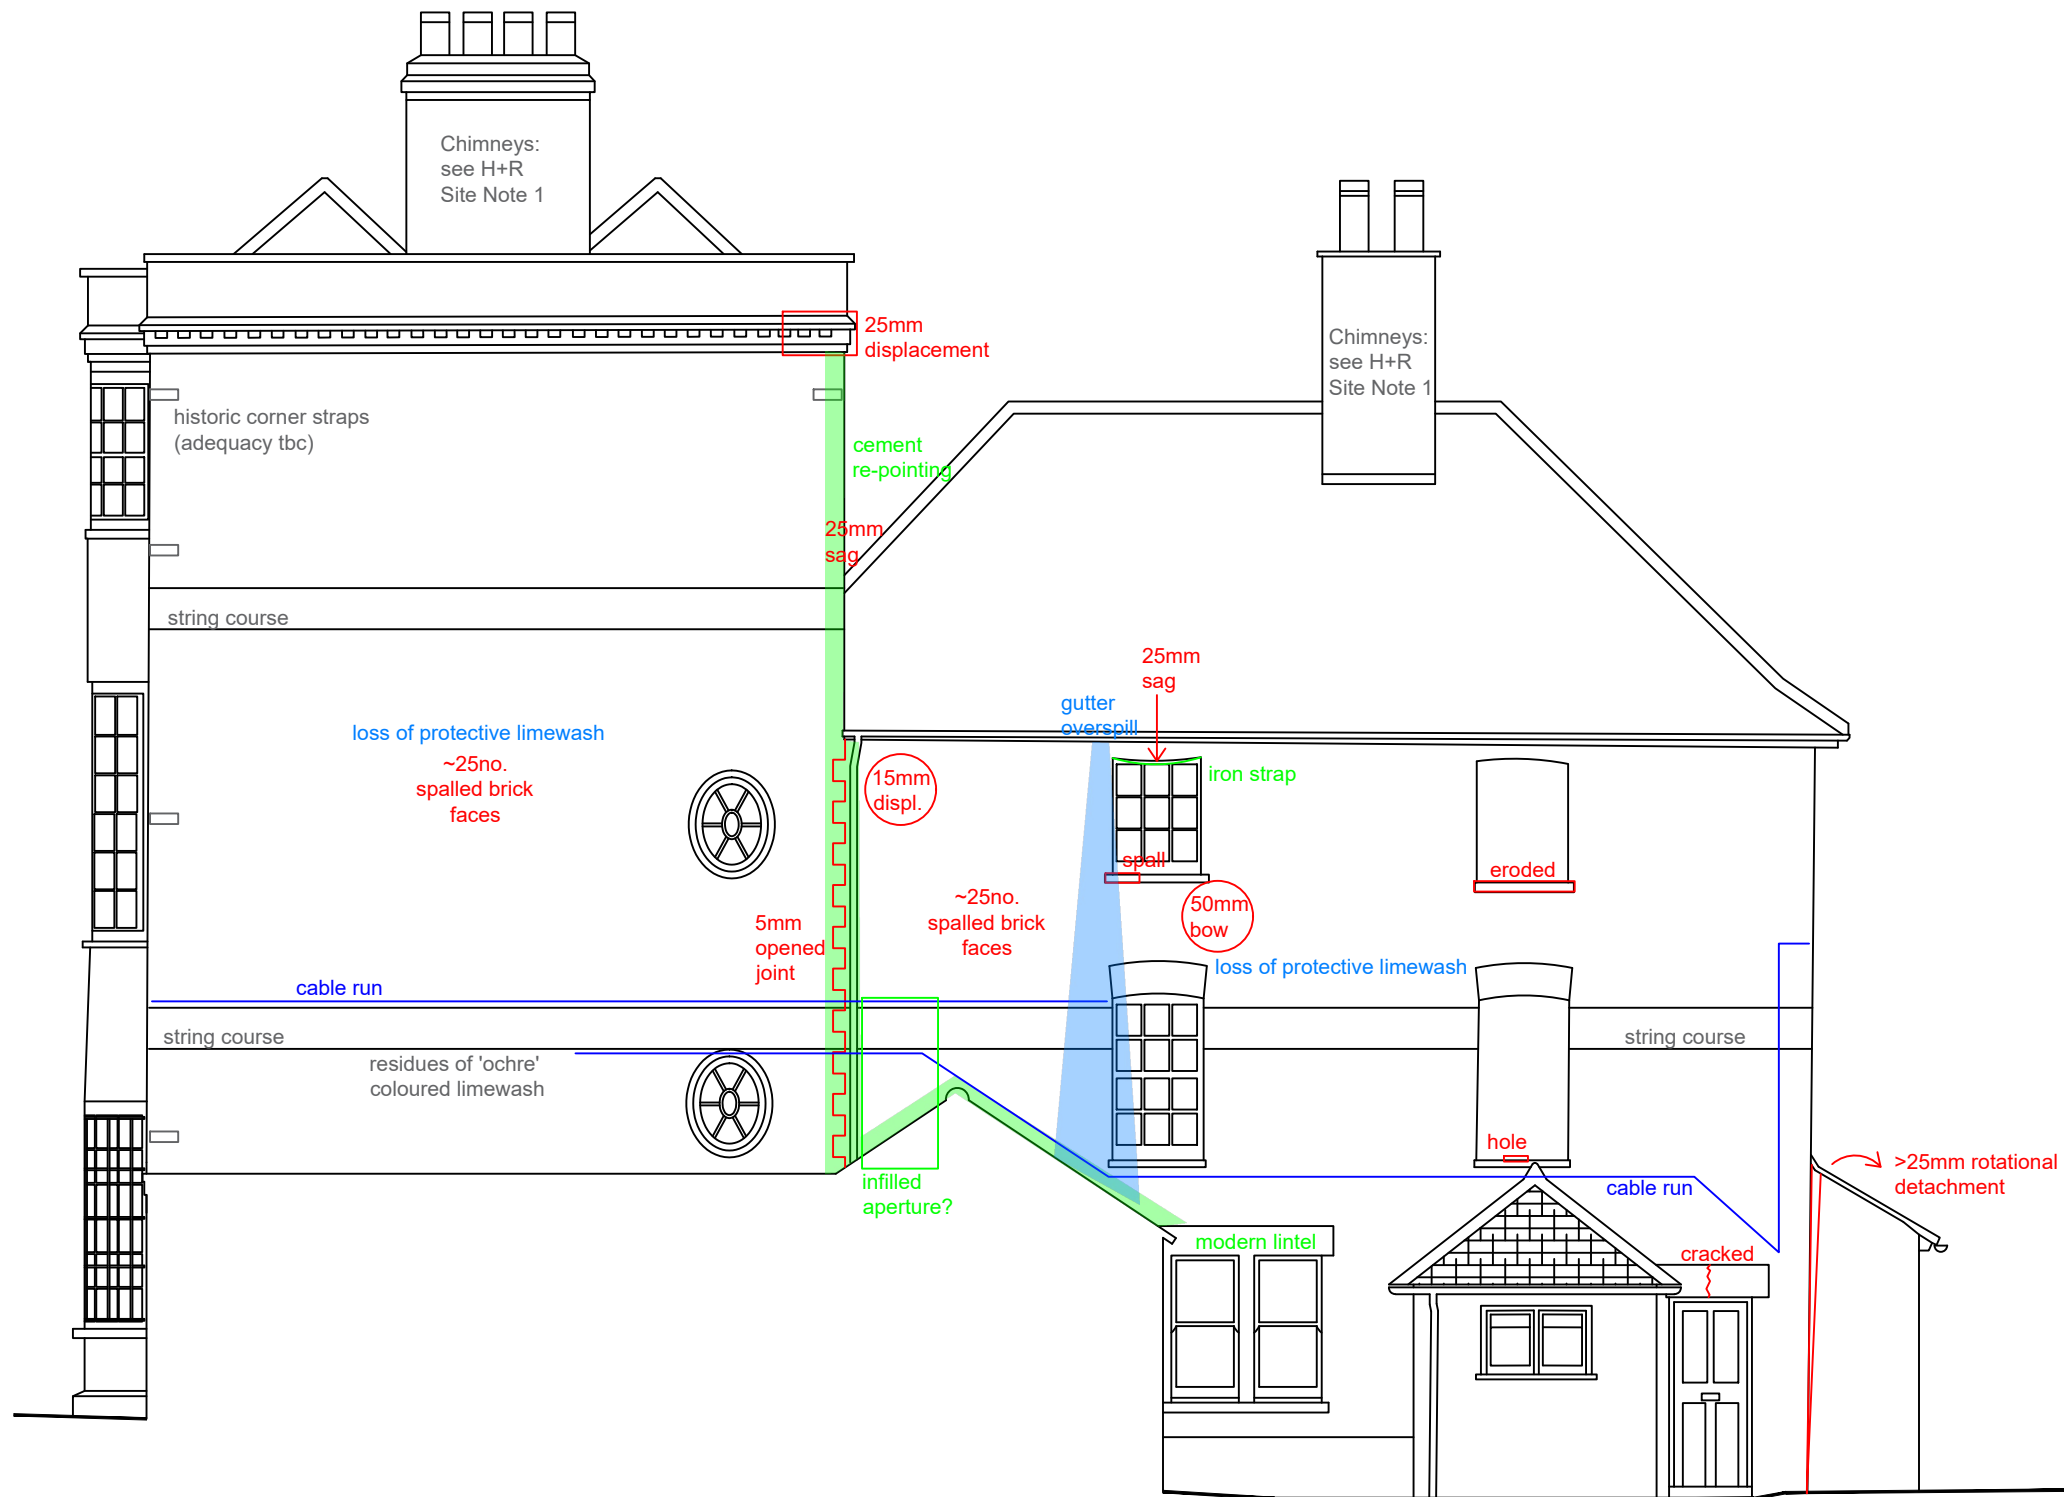 Chimneys:
see H+R
Site Note 1
25mm
displacement
Chimneys:
see H+R
Site Note 1
historic corner straps
(adequacy tbc)
cement
re-pointing
25mm
sag
string course
25mm
sag
gutter
overspill
loss of protective limewash
~25no.
spalled brick
faces
15mm
displ.
iron strap
spall
eroded
~25no.
spalled brick
faces
50mm
bow
5mm
opened
joint
loss of protective limewash
cable run
string course
string course
residues of 'ochre'
coloured limewash
hole
>25mm rotational
detachment
infilled
aperture?
cable run
modern lintel
cracked